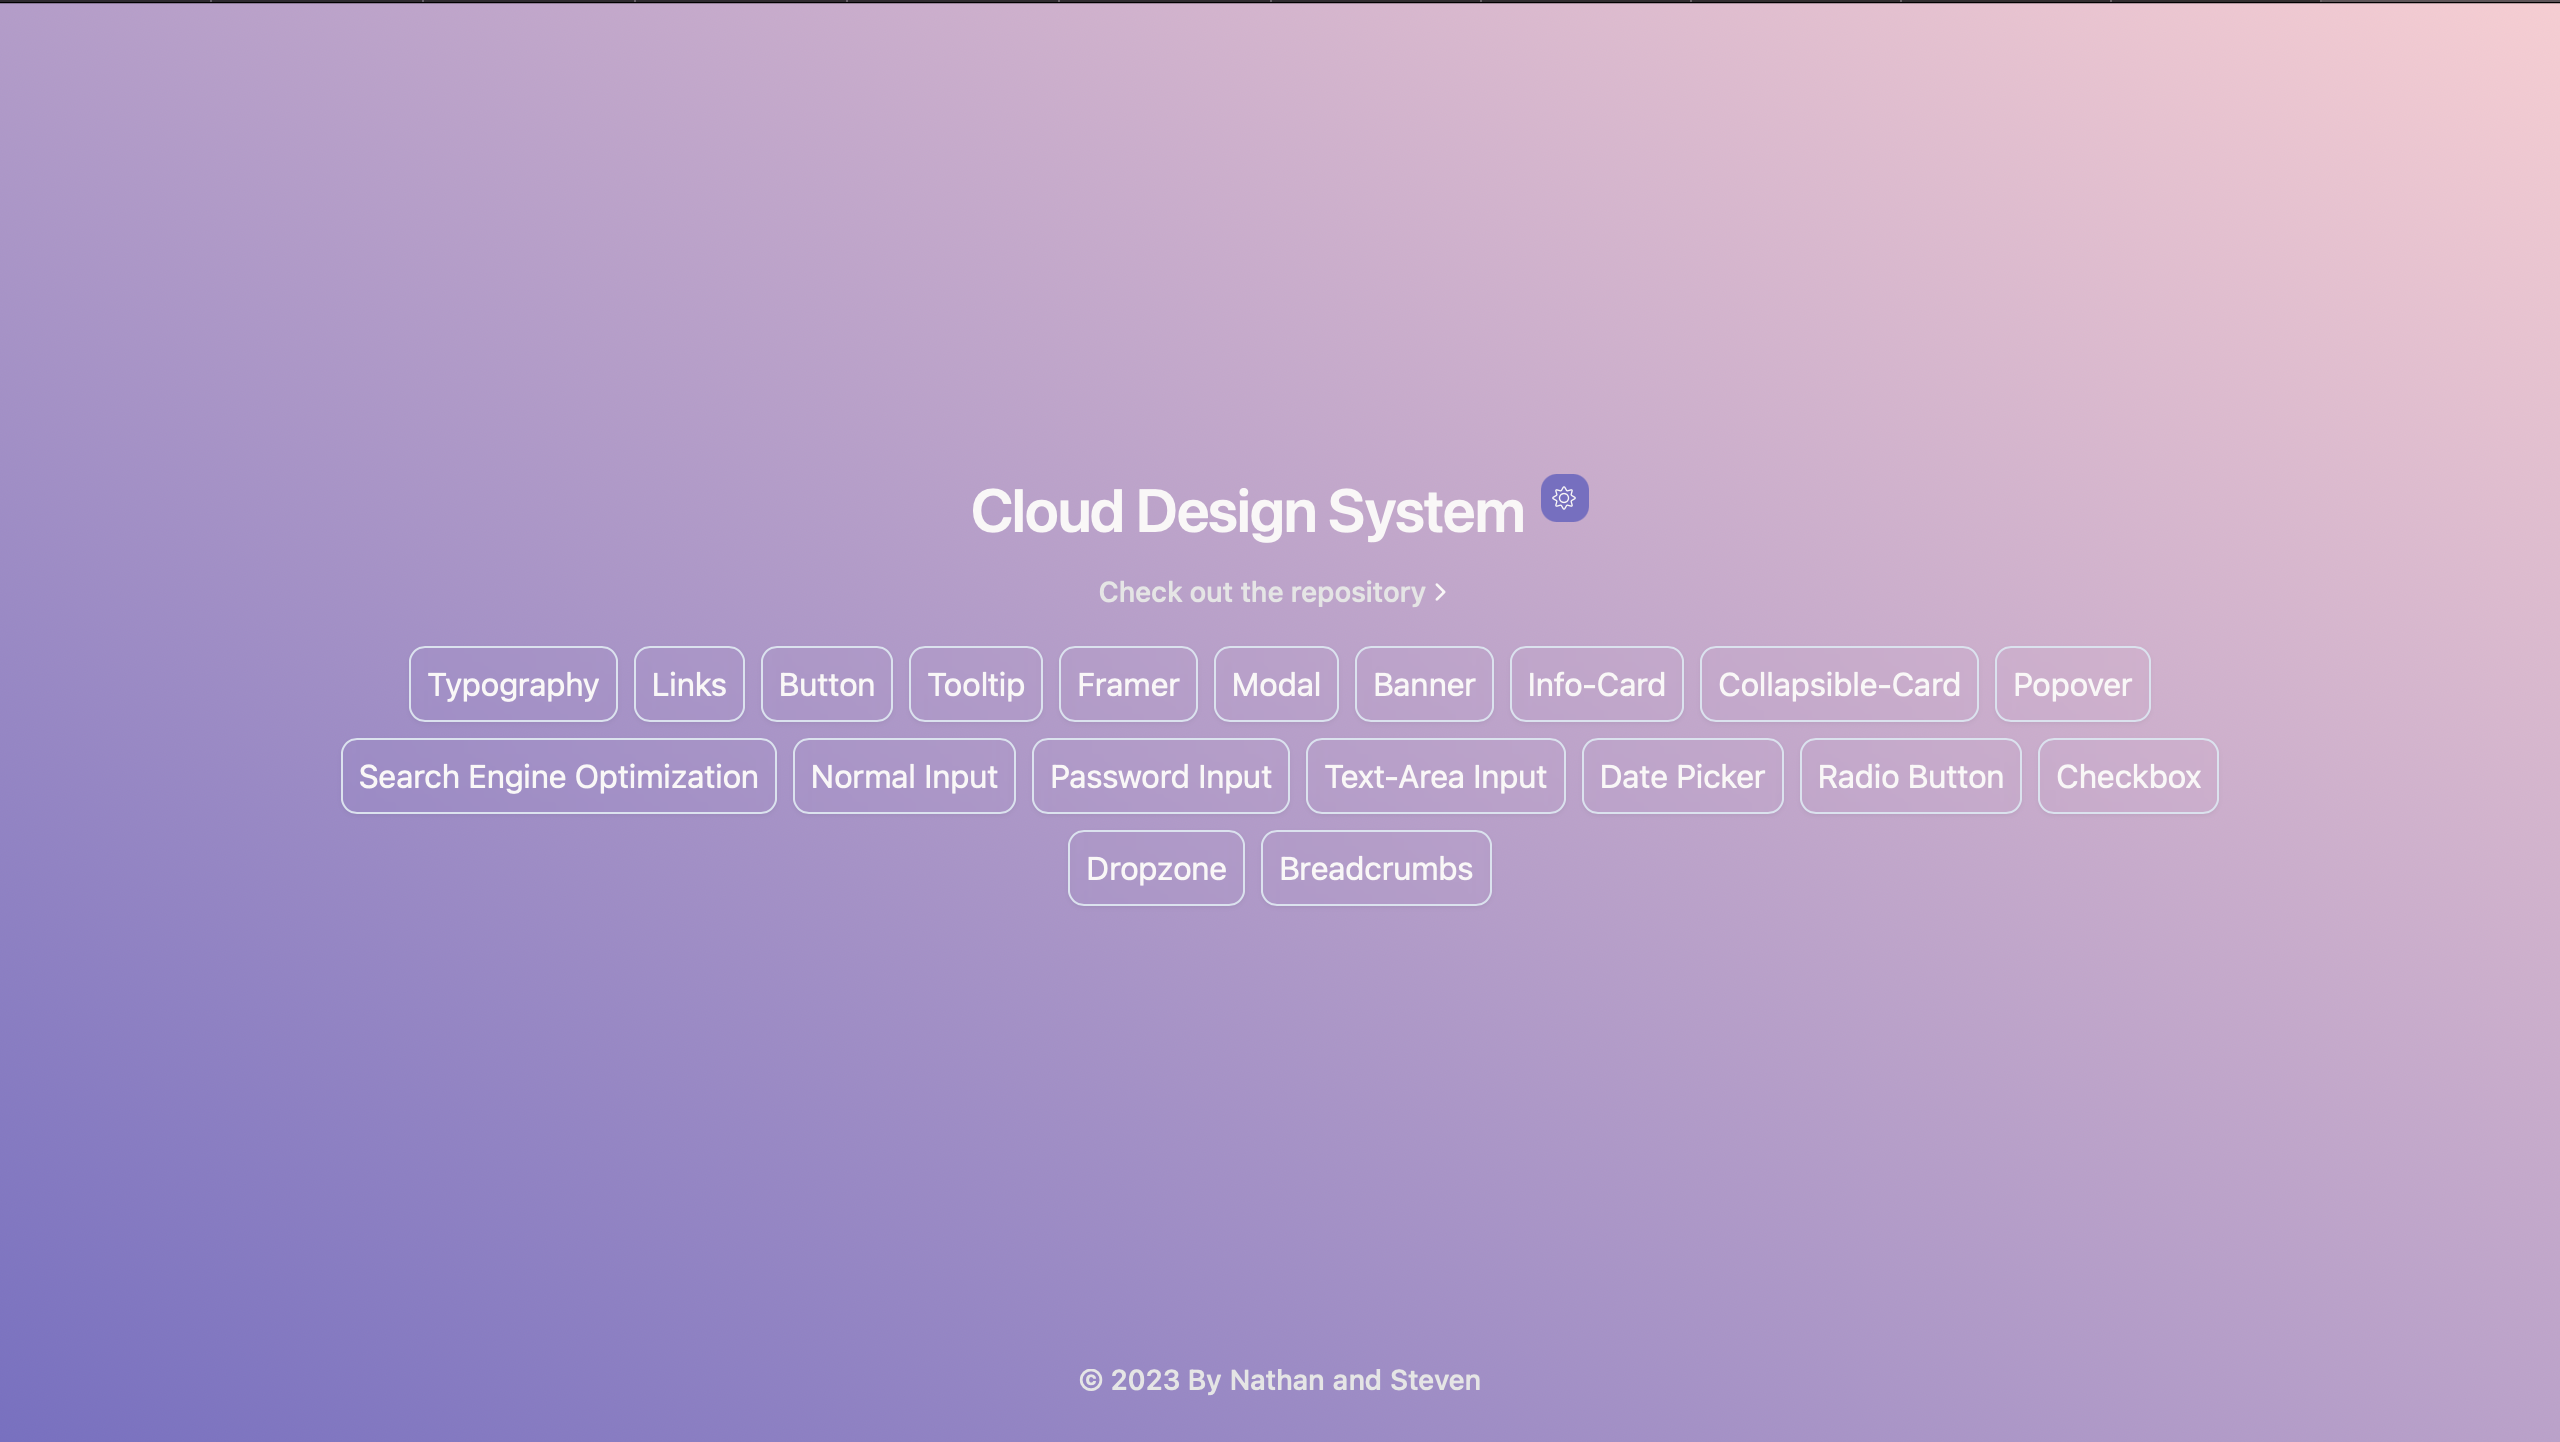 Cloud Design System
Check out the repository
Typography Links Button Tooltip Framer Modal Banner Info-Card Collapsible-Card Popover
Search Engine Optimization Normal Input Password Input Text-Area Input Date Picker Radio Button Checkbox
Dropzone Breadcrumbs
© 2023 By Nathan and Steven